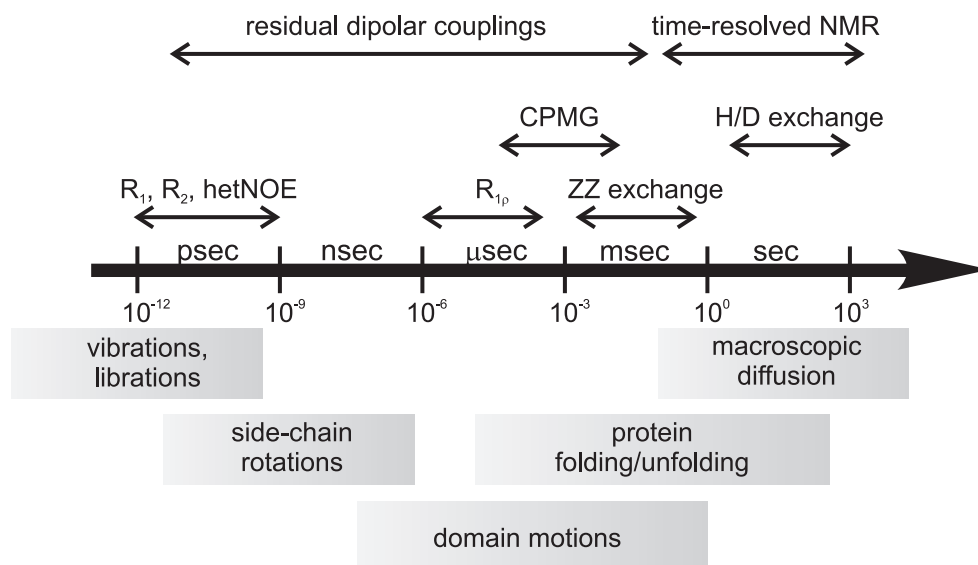 residual dipolar couplings time-resolved NMR
CPMG H/D exchange
R₁, R₂, hetNOE R₁ρ ZZ exchange
psec nsec μsec msec sec
10⁻¹² 10⁻⁹ 10⁻⁶ 10⁻³ 10⁰ 10³
vibrations,
librations
macroscopic
diffusion
side-chain
rotations
protein
folding/unfolding
domain motions